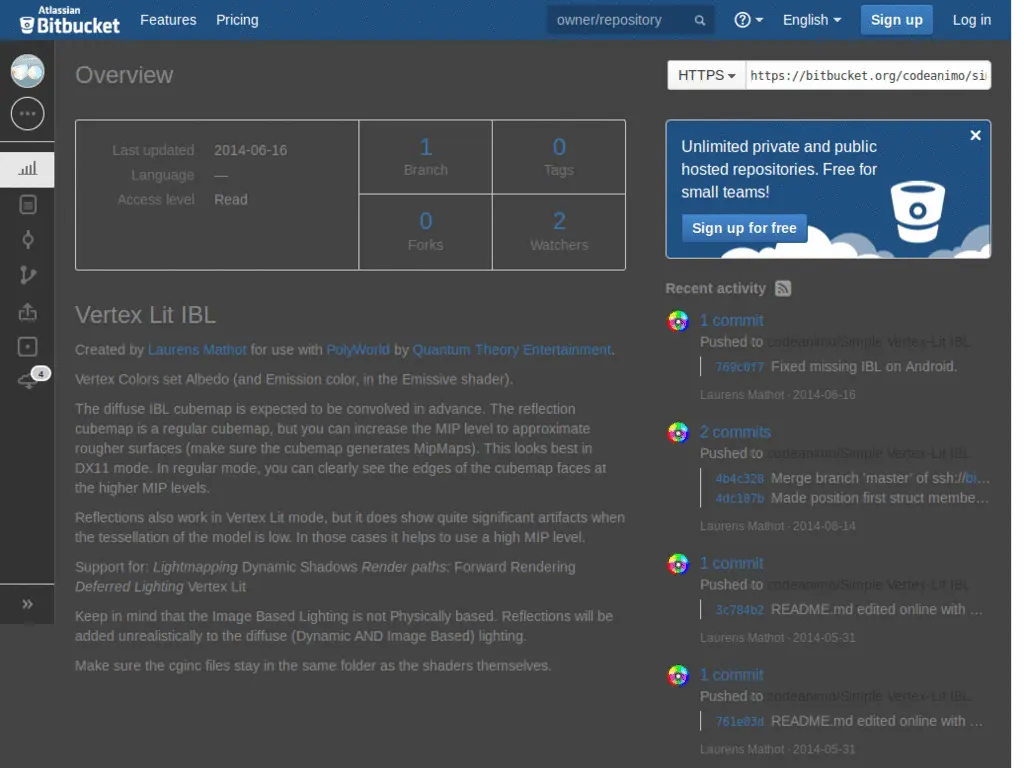 Atlassian
Bitbucket
Features
Pricing
owner/repository
English
Sign up
Log in
Overview
HTTPS
https://bitbucket.org/codeanimo/si
Last updated 2014-06-16
Language —
Access level Read
1
Branch
0
Tags
0
Forks
2
Watchers
Unlimited private and public
hosted repositories. Free for
small teams!
Sign up for free
4
Vertex Lit IBL
Created by Laurens Mathot for use with PolyWorld by Quantum Theory Entertainment.
Vertex Colors set Albedo (and Emission color, in the Emissive shader).
The diffuse IBL cubemap is expected to be convolved in advance. The reflection
cubemap is a regular cubemap, but you can increase the MIP level to approximate
rougher surfaces (make sure the cubemap generates MipMaps). This looks best in
DX11 mode. In regular mode, you can clearly see the edges of the cubemap faces at
the higher MIP levels.
Reflections also work in Vertex Lit mode, but it does show quite significant artifacts when
the tessellation of the model is low. In those cases it helps to use a high MIP level.
Support for: Lightmapping Dynamic Shadows Render paths: Forward Rendering
Deferred Lighting Vertex Lit
Keep in mind that the Image Based Lighting is not Physically based. Reflections will be
added unrealistically to the diffuse (Dynamic AND Image Based) lighting.
Make sure the cginc files stay in the same folder as the shaders themselves.
Recent activity
1 commit
Pushed to codeanimo/Simple Vertex-Lit IBL
769c0f7 Fixed missing IBL on Android.
Laurens Mathot · 2014-06-16
2 commits
Pushed to codeanimo/Simple Vertex-Lit IBL
4b4c328 Merge branch 'master' of ssh://bi...
4dc187b Made position first struct membe...
Laurens Mathot · 2014-06-14
1 commit
Pushed to codeanimo/Simple Vertex-Lit IBL
3c784b2 README.md edited online with ...
Laurens Mathot · 2014-05-31
1 commit
Pushed to codeanimo/Simple Vertex-Lit IBL
761e83d README.md edited online with ...
Laurens Mathot · 2014-05-31